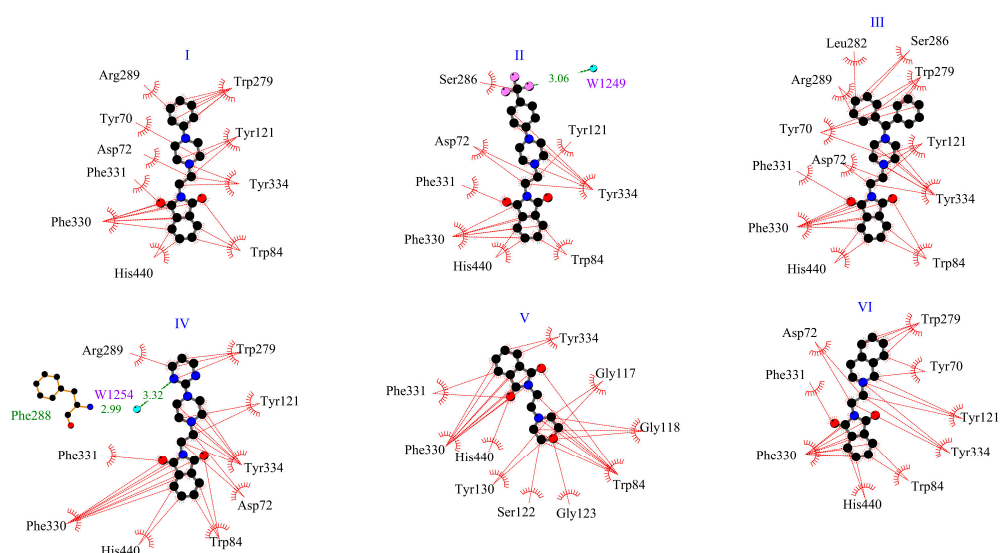 I
Arg289
Trp279
Tyr70
Tyr121
Asp72
Phe331
Tyr334
Phe330
Trp84
His440
II
Ser286
3.06
W1249
Tyr121
Asp72
Phe331
Tyr334
Phe330
His440
Trp84
III
Leu282
Ser286
Trp279
Arg289
Tyr70
Tyr121
Asp72
Phe331
Tyr334
Phe330
His440
Trp84
IV
Arg289
Trp279
W1254
3.32
2.99
Phe288
Tyr121
Phe331
Tyr334
Asp72
Phe330
His440
Trp84
V
Tyr334
Gly117
Phe331
Gly118
Phe330
His440
Tyr130
Trp84
Ser122
Gly123
VI
Asp72
Trp279
Tyr70
Phe331
Tyr121
Phe330
Tyr334
Trp84
His440